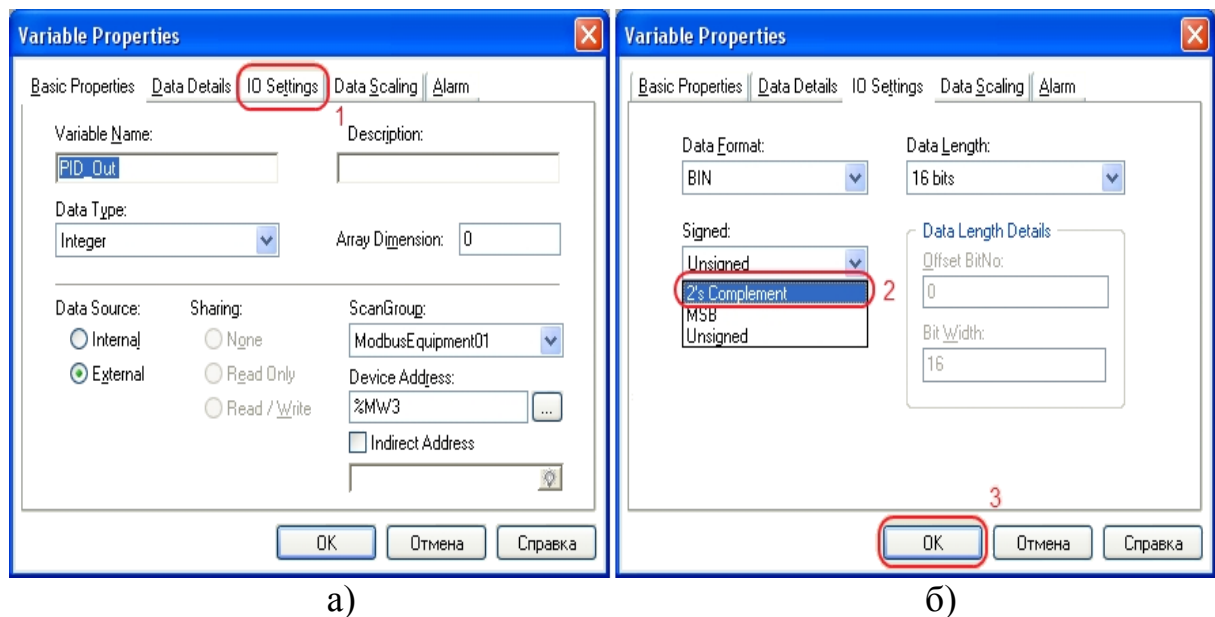 Variable Properties
Basic Properties Data Details IO Settings Data Scaling Alarm
1
Variable Name: Description:
PID_Out
Data Type:
Integer Array Dimension: 0
Data Source: Sharing: ScanGroup:
Internal None ModbusEquipment01
External Read Only Device Address:
Read / Write %MW3 ...
Indirect Address
OK Отмена Справка
а)
Variable Properties
Basic Properties Data Details IO Settings Data Scaling Alarm
Data Format: Data Length:
BIN 16 bits
Signed: Data Length Details
Unsigned Offset BitNo:
2's Complement 2 0
MSB
Unsigned Bit Width:
16
3
OK Отмена Справка
б)